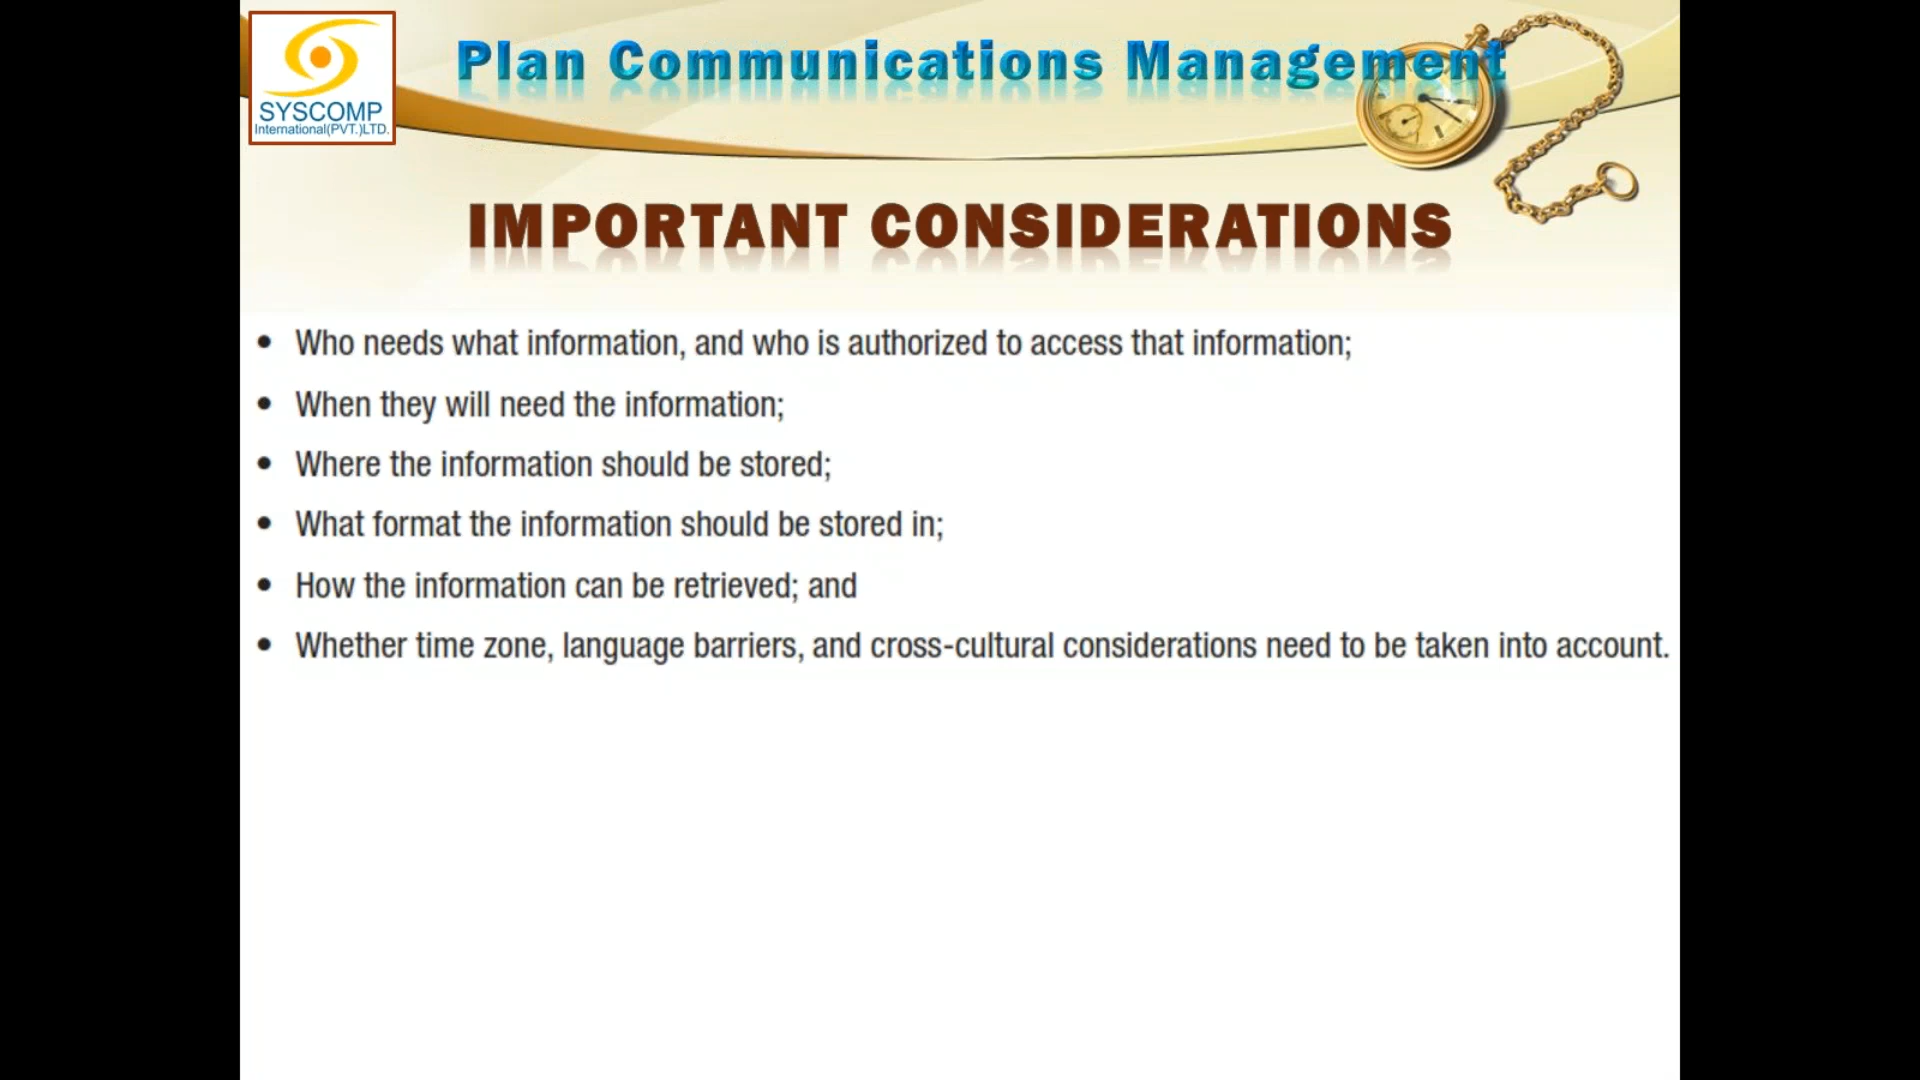 SYSCOMP
International(PVT.)LTD.
Plan Communications Management
IMPORTANT CONSIDERATIONS
• Who needs what information, and who is authorized to access that information;
• When they will need the information;
• Where the information should be stored;
• What format the information should be stored in;
• How the information can be retrieved; and
• Whether time zone, language barriers, and cross-cultural considerations need to be taken into account.